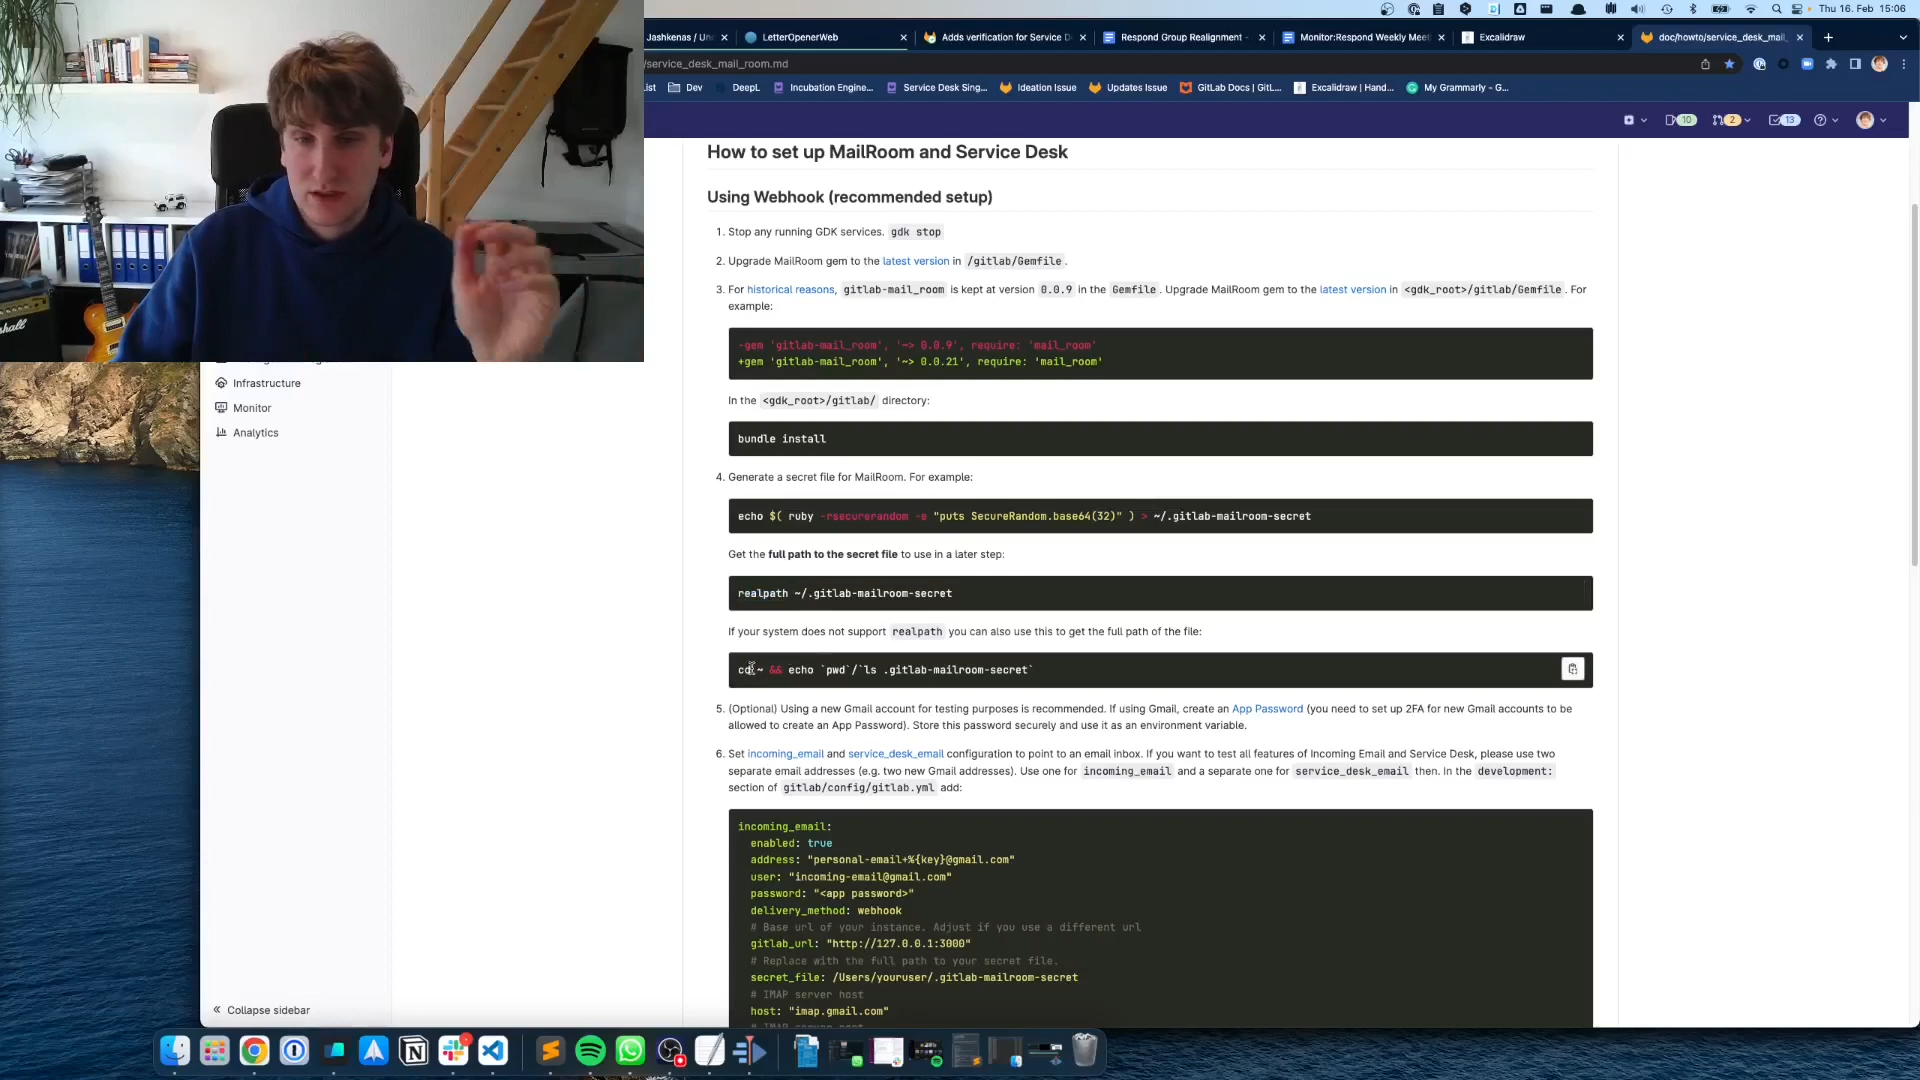 Thu 16. Feb 15:06
Jashkenas / Un
LetterOpenerWeb
Adds verification for Service D
Respond Group Realignment -
Monitor:Respond Weekly Meet
Excalidraw
doc/howto/service_desk_mail_
/service_desk_mail_room.md
ist
Dev
DeepL
Incubation Engine...
Service Desk Sing...
Ideation Issue
Updates Issue
GitLab Docs | GitL...
Excalidraw | Hand...
My Grammarly - G...
10
2
13
Marshall
Infrastructure
Monitor
Analytics
Collapse sidebar
How to set up MailRoom and Service Desk
Using Webhook (recommended setup)
1. Stop any running GDK services. gdk stop
2. Upgrade MailRoom gem to the latest version in /gitlab/Gemfile.
3. For historical reasons, gitlab-mail_room is kept at version 0.0.9 in the Gemfile. Upgrade MailRoom gem to the latest version in <gdk_root>/gitlab/Gemfile. For
example:
-gem 'gitlab-mail_room', '~> 0.0.9', require: 'mail_room'
+gem 'gitlab-mail_room', '~> 0.0.21', require: 'mail_room'
In the <gdk_root>/gitlab/ directory:
bundle install
4. Generate a secret file for MailRoom. For example:
echo $( ruby -rsecurerandom -e "puts SecureRandom.base64(32)" ) > ~/.gitlab-mailroom-secret
Get the full path to the secret file to use in a later step:
realpath ~/.gitlab-mailroom-secret
If your system does not support realpath you can also use this to get the full path of the file:
cd ~ && echo `pwd`/`ls .gitlab-mailroom-secret`
5. (Optional) Using a new Gmail account for testing purposes is recommended. If using Gmail, create an App Password (you need to set up 2FA for new Gmail accounts to be
allowed to create an App Password). Store this password securely and use it as an environment variable.
6. Set incoming_email and service_desk_email configuration to point to an email inbox. If you want to test all features of Incoming Email and Service Desk, please use two
separate email addresses (e.g. two new Gmail addresses). Use one for incoming_email and a separate one for service_desk_email then. In the development:
section of gitlab/config/gitlab.yml add:
incoming_email:
enabled: true
address: "personal-email+%{key}@gmail.com"
user: "incoming-email@gmail.com"
password: "<app password>"
delivery_method: webhook
# Base url of your instance. Adjust if you use a different url
gitlab_url: "http://127.0.0.1:3000"
# Replace with the full path to your secret file.
secret_file: /Users/youruser/.gitlab-mailroom-secret
# IMAP server host
host: "imap.gmail.com"